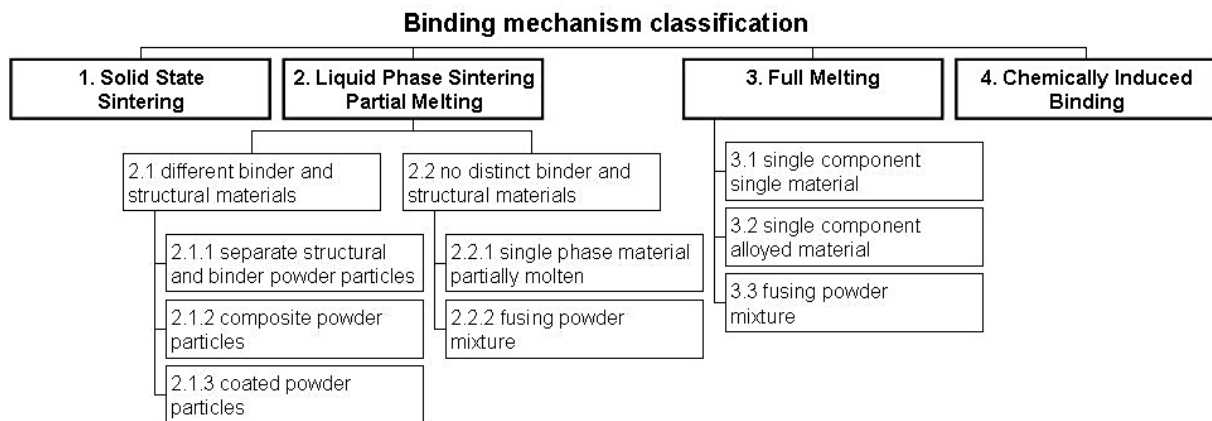 Binding mechanism classification
1. Solid State
Sintering
2. Liquid Phase Sintering
Partial Melting
3. Full Melting
4. Chemically Induced
Binding
2.1 different binder and
structural materials
2.2 no distinct binder and
structural materials
3.1 single component
single material
3.2 single component
alloyed material
3.3 fusing powder
mixture
2.1.1 separate structural
and binder powder particles
2.1.2 composite powder
particles
2.1.3 coated powder
particles
2.2.1 single phase material
partially molten
2.2.2 fusing powder
mixture